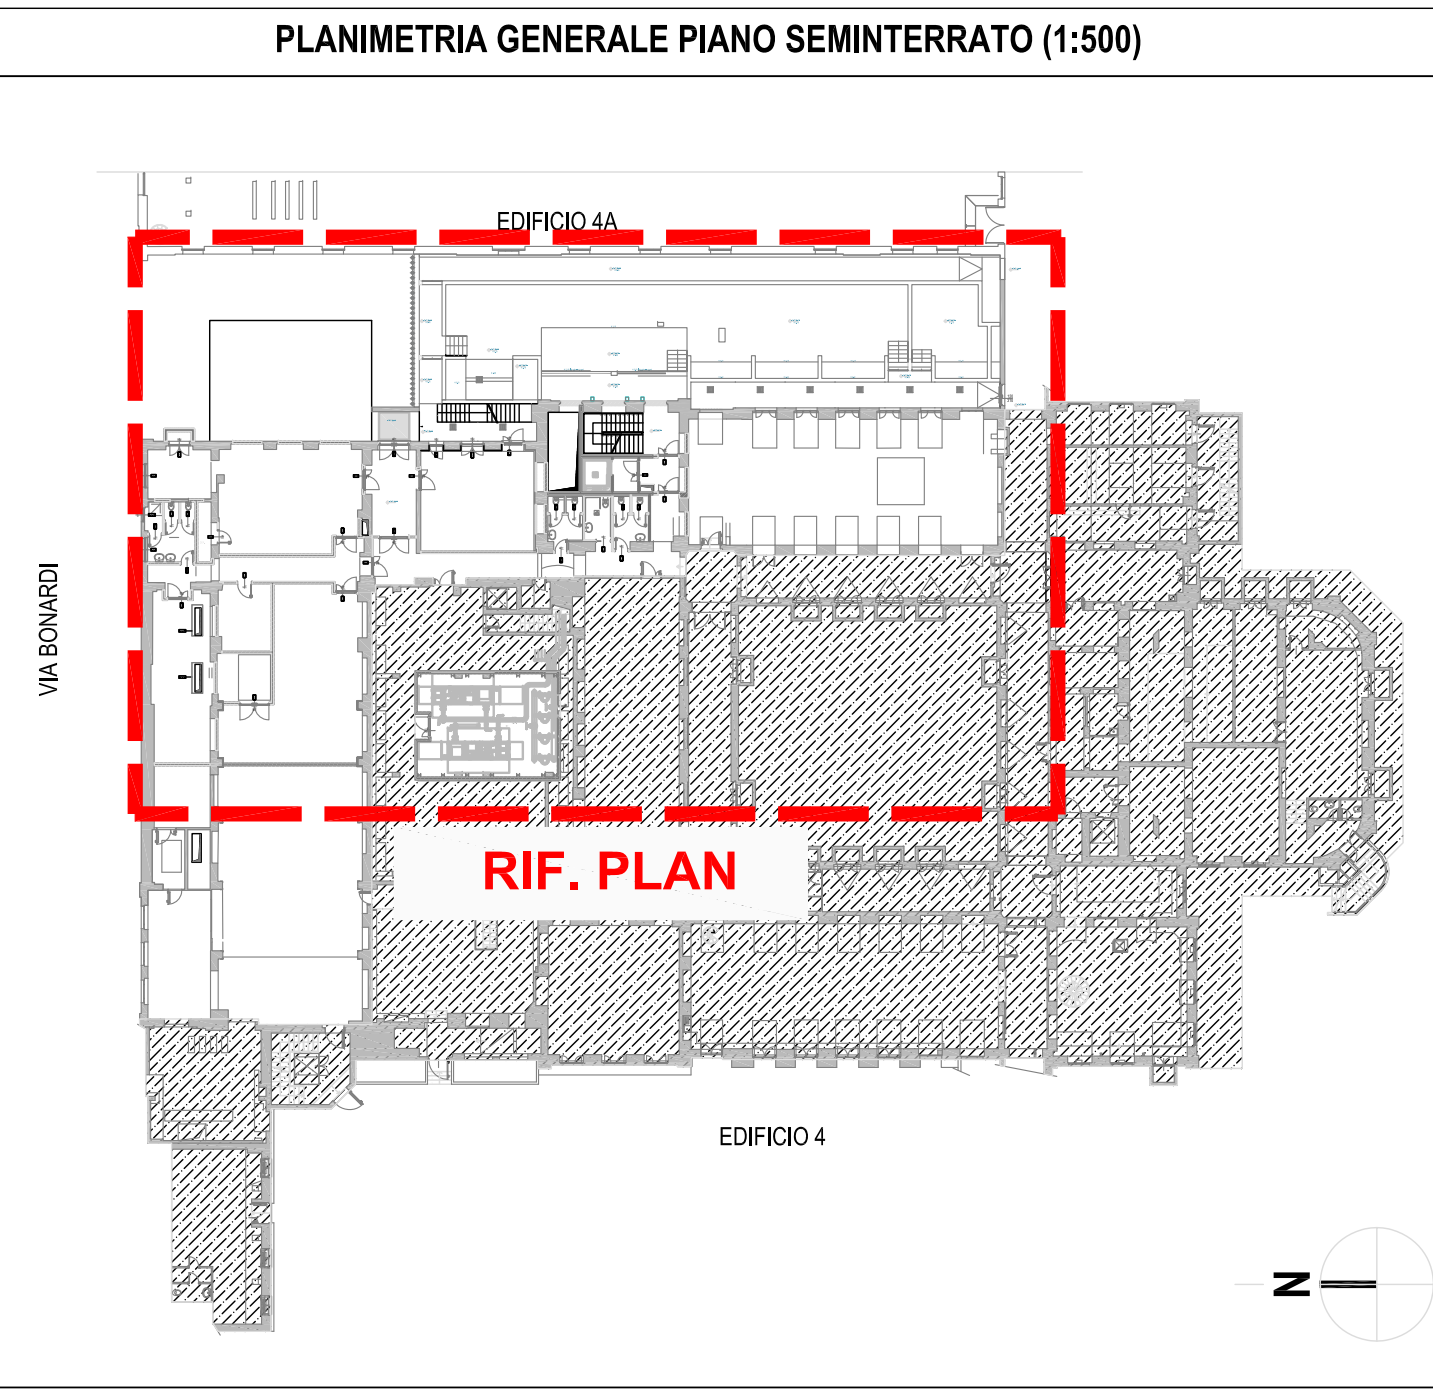 PLANIMETRIA GENERALE PIANO SEMINTERRATO (1:500)
EDIFICIO 4A
VIA BONARDI
RIF. PLAN
EDIFICIO 4
N